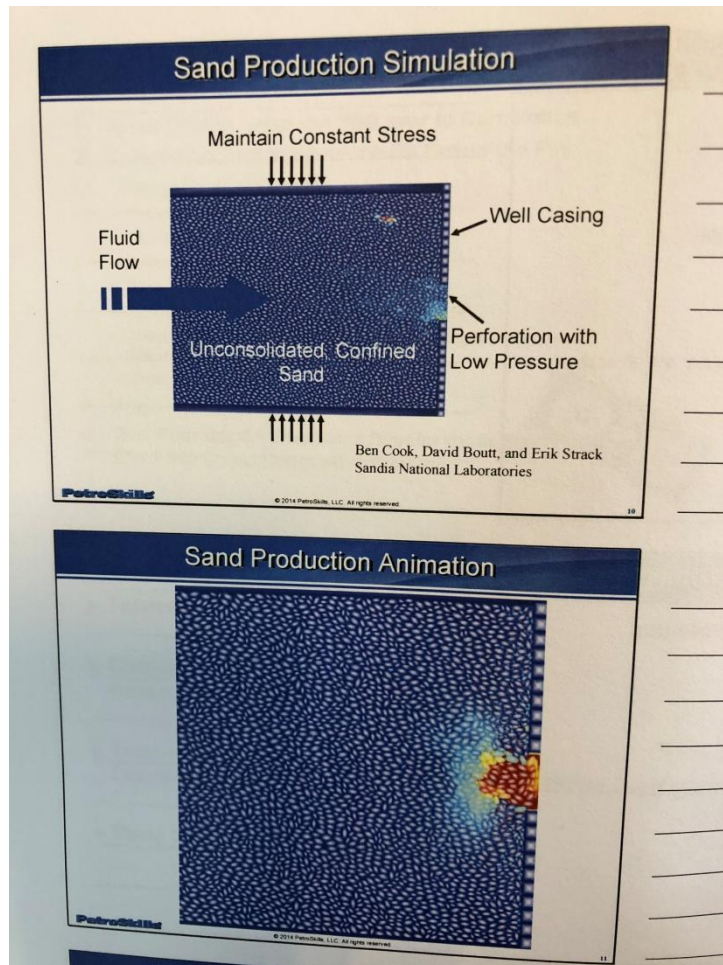 Sand Production Simulation
Maintain Constant Stress
Well Casing
Fluid
Flow
Perforation with
Low Pressure
Unconsolidated, Confined
Sand
Ben Cook, David Boutt, and Erik Strack
Sandia National Laboratories
PetroSkills
© 2014 PetroSkills, LLC. All rights reserved
10
Sand Production Animation
PetroSkills
© 2014 PetroSkills, LLC. All rights reserved
11